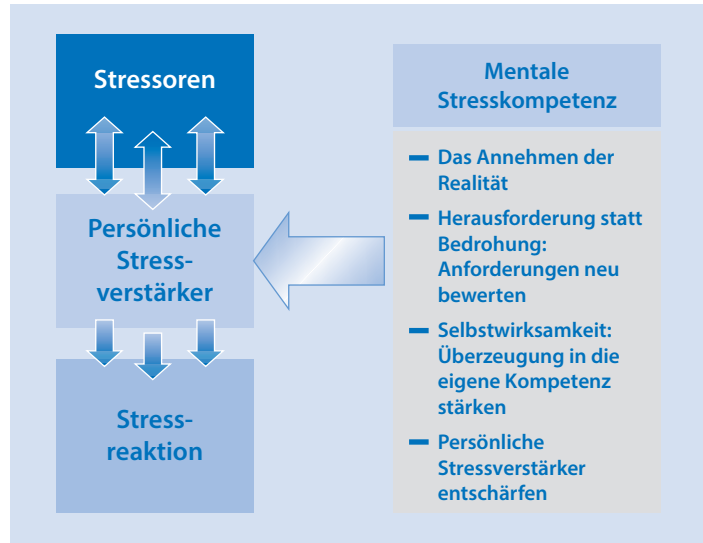 Stressoren
Persönliche
Stress-
verstärker
Stress-
reaktion
Mentale
Stresskompetenz
Das Annehmen der
Realität
Herausforderung statt
Bedrohung:
Anforderungen neu
bewerten
Selbstwirksamkeit:
Überzeugung in die
eigene Kompetenz
stärken
Persönliche
Stressverstärker
entschärfen